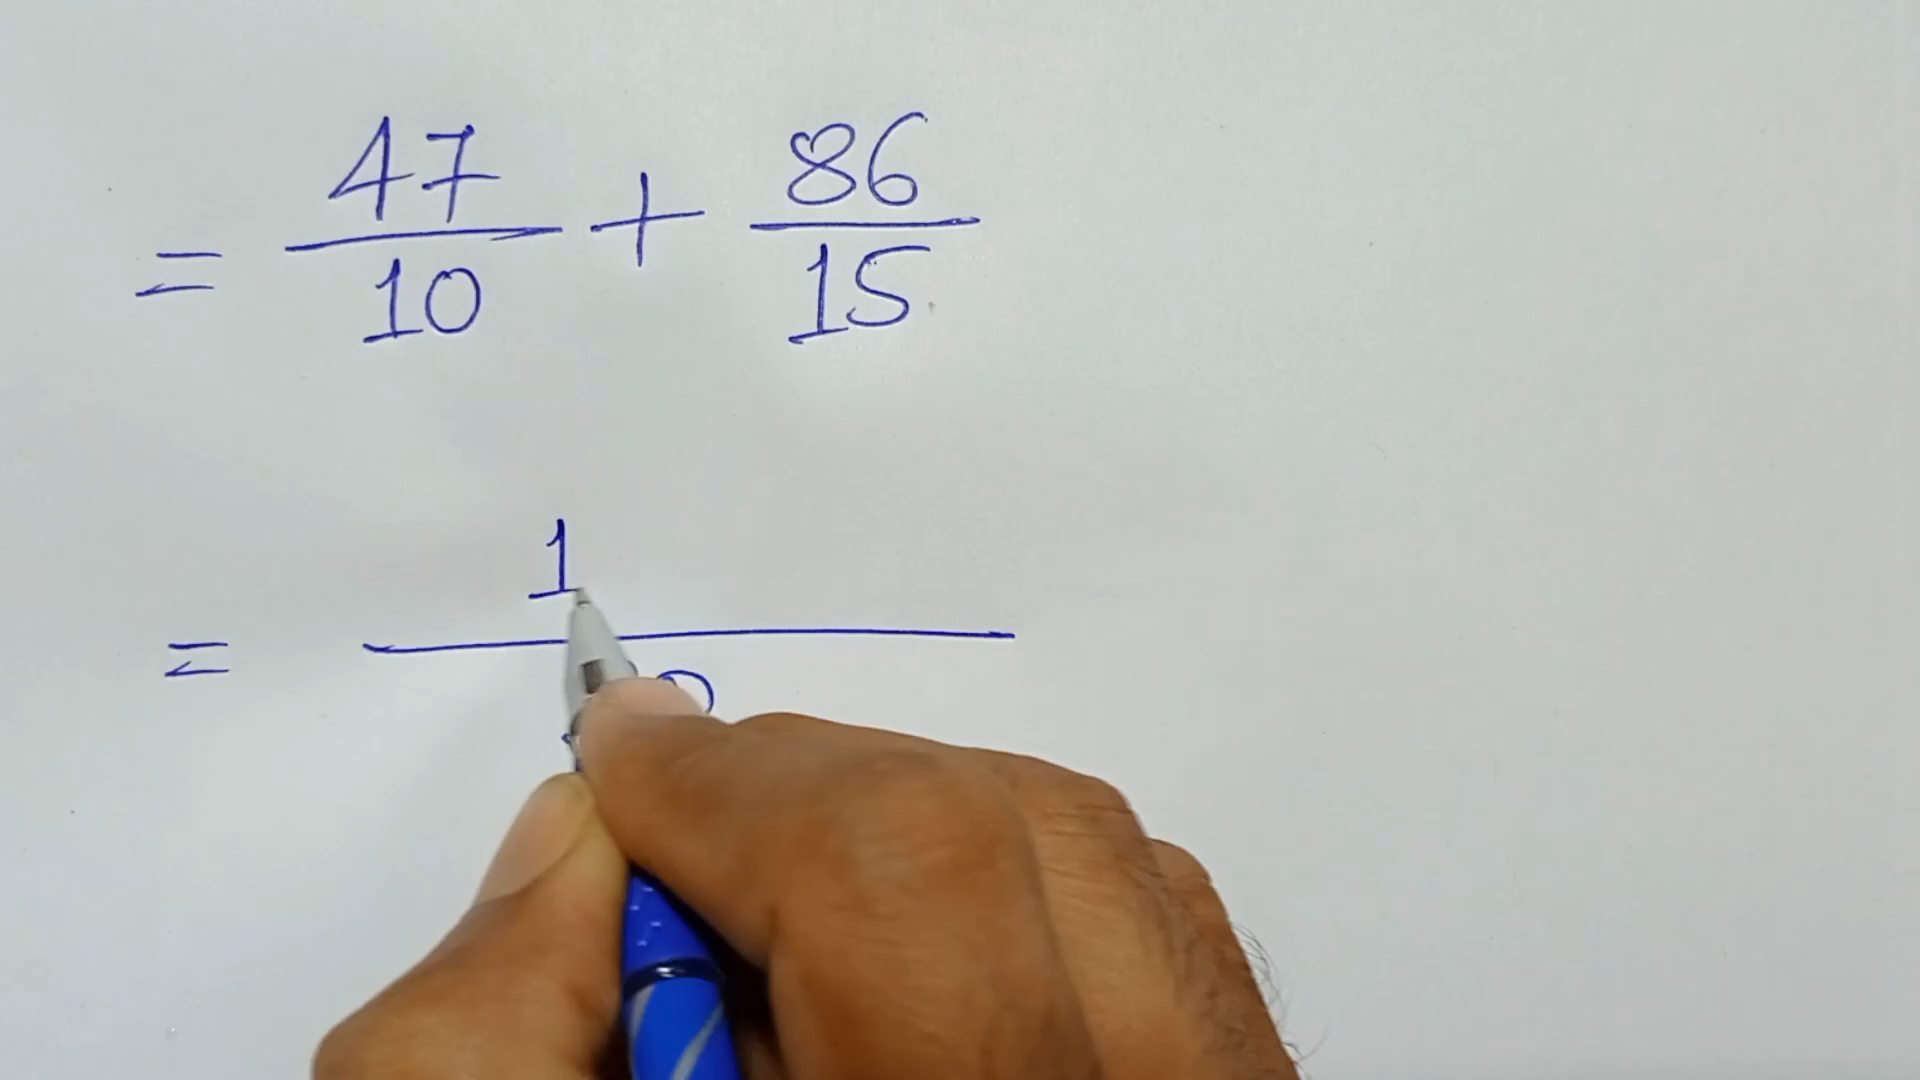 = 47/10 + 86/15
= 1/